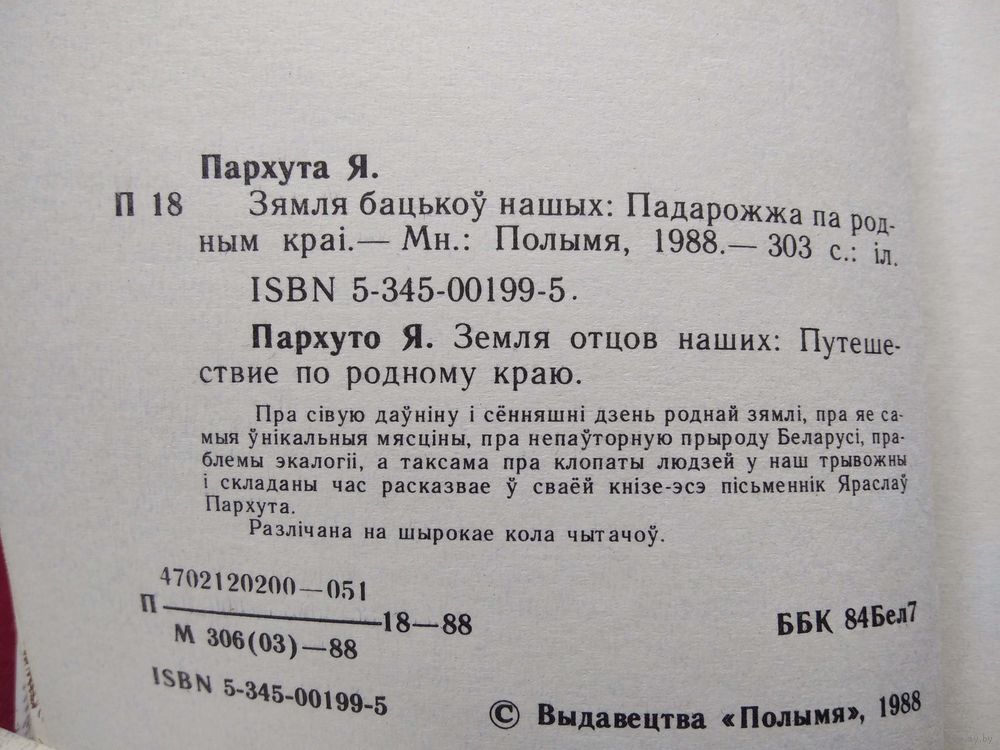 Пархута Я.
П 18 Зямля бацькоў нашых: Падарожжа па род-
ным краі.— Мн.: Полымя, 1988.— 303 с.: іл.
ISBN 5-345-00199-5.
Пархуто Я. Земля отцов наших: Путеше-
ствие по родному краю.
Пра сівую даўніну і сённяшні дзень роднай зямлі, пра яе са-
мыя ўнікальныя мясціны, пра непаўторную прыроду Беларусі, пра-
блемы экалогіі, а таксама пра клопаты людзей у наш трывожны
і складаны час расказвае ў сваёй кнізе-эсэ пісьменнік Яраслаў
Пархута.
Разлічана на шырокае кола чытачоў.
4702120200—051
П 18—88
М 306(03)—88
ББК 84Бел7
ISBN 5-345-00199-5
© Выдавецтва «Полымя», 1988